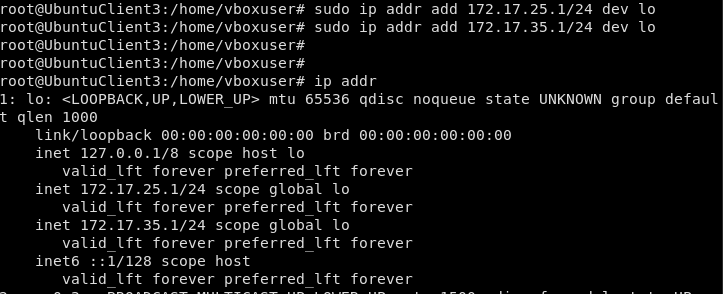 root@UbuntuClient3:/home/vboxuser# sudo ip addr add 172.17.25.1/24 dev lo
root@UbuntuClient3:/home/vboxuser# sudo ip addr add 172.17.35.1/24 dev lo
root@UbuntuClient3:/home/vboxuser#
root@UbuntuClient3:/home/vboxuser#
root@UbuntuClient3:/home/vboxuser# ip addr
1: lo: <LOOPBACK,UP,LOWER_UP> mtu 65536 qdisc noqueue state UNKNOWN group defaul
t qlen 1000
    link/loopback 00:00:00:00:00:00 brd 00:00:00:00:00:00
    inet 127.0.0.1/8 scope host lo
       valid_lft forever preferred_lft forever
    inet 172.17.25.1/24 scope global lo
       valid_lft forever preferred_lft forever
    inet 172.17.35.1/24 scope global lo
       valid_lft forever preferred_lft forever
    inet6 ::1/128 scope host
       valid_lft forever preferred_lft forever